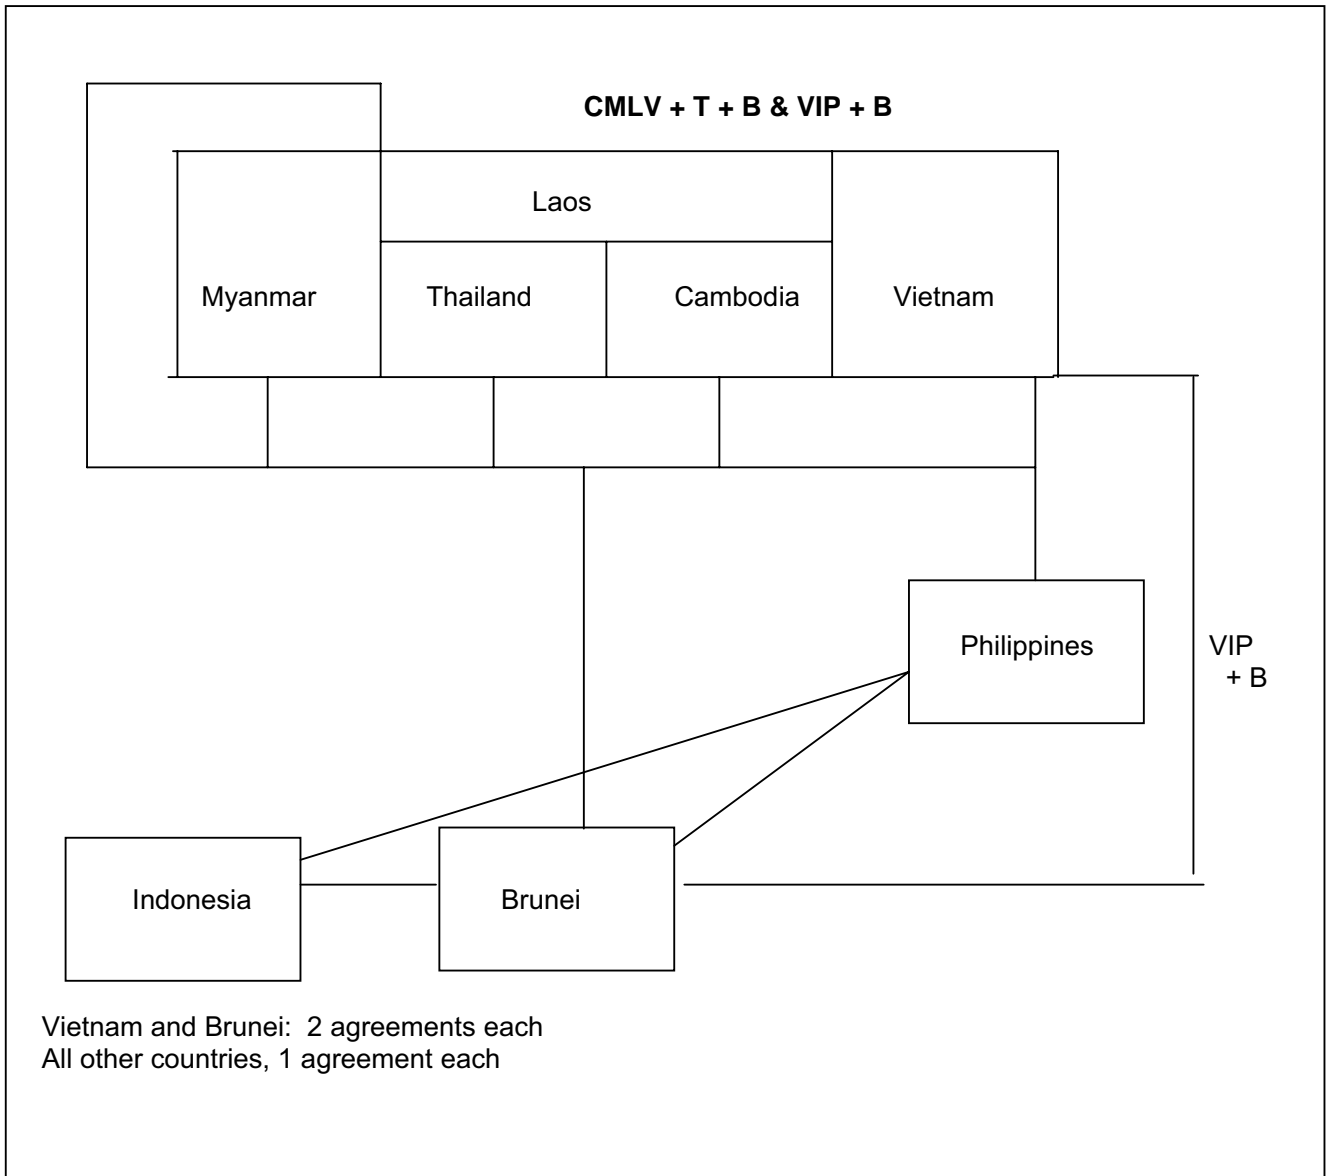 CMLV + T + B & VIP + B
Laos
Myanmar
Thailand
Cambodia
Vietnam
Philippines
VIP
+ B
Indonesia
Brunei
Vietnam and Brunei: 2 agreements each
All other countries, 1 agreement each